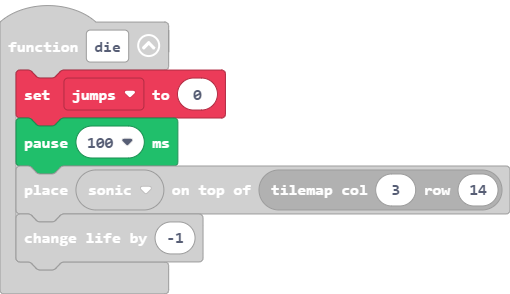 function die
set jumps to 0
pause 100 ms
place sonic on top of tilemap col 3 row 14
change life by -1